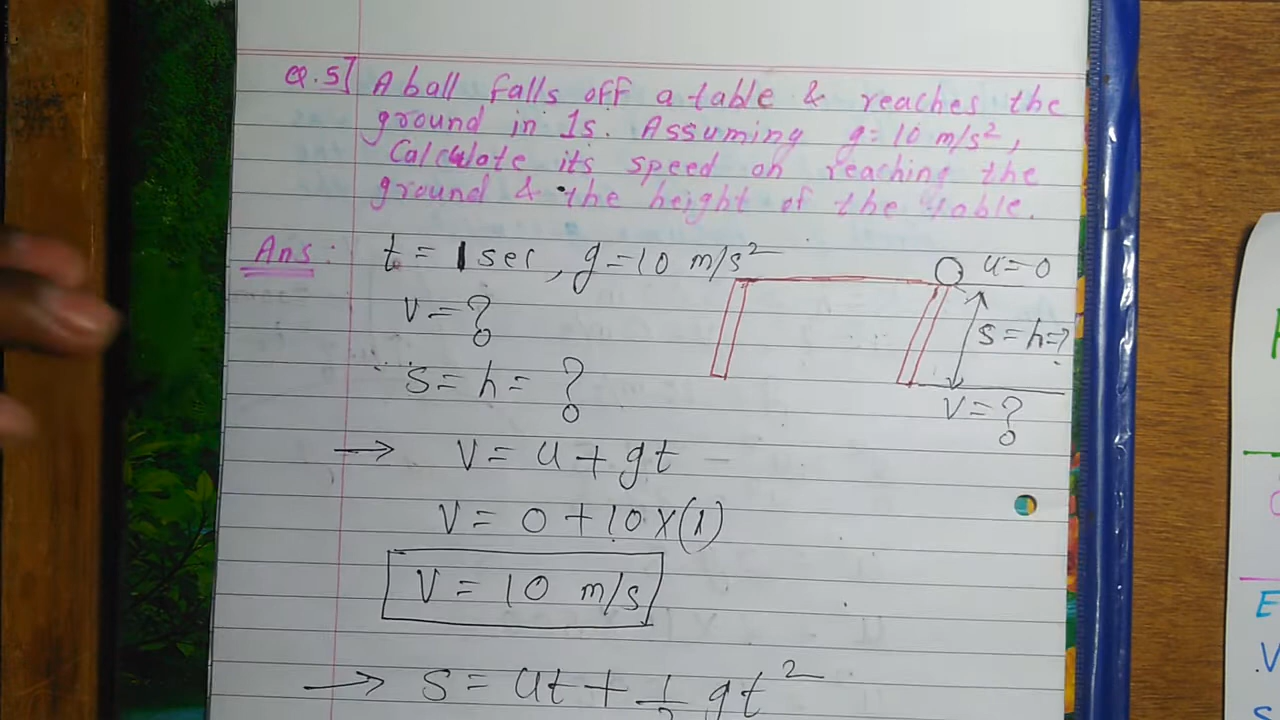 Q.5] A ball falls off a table & reaches the
ground in 1s. Assuming g=10 m/s²,
Calculate its speed on reaching the
ground & the height of the table.
Ans: t = 1 sec, g=10 m/s²
u=0
v=?
s=h=?
s=h=?
v=?
→ v = u + gt
v = 0 + 10 x (1)
v = 10 m/s
→ s = ut + 1/2 gt²
E
V
S